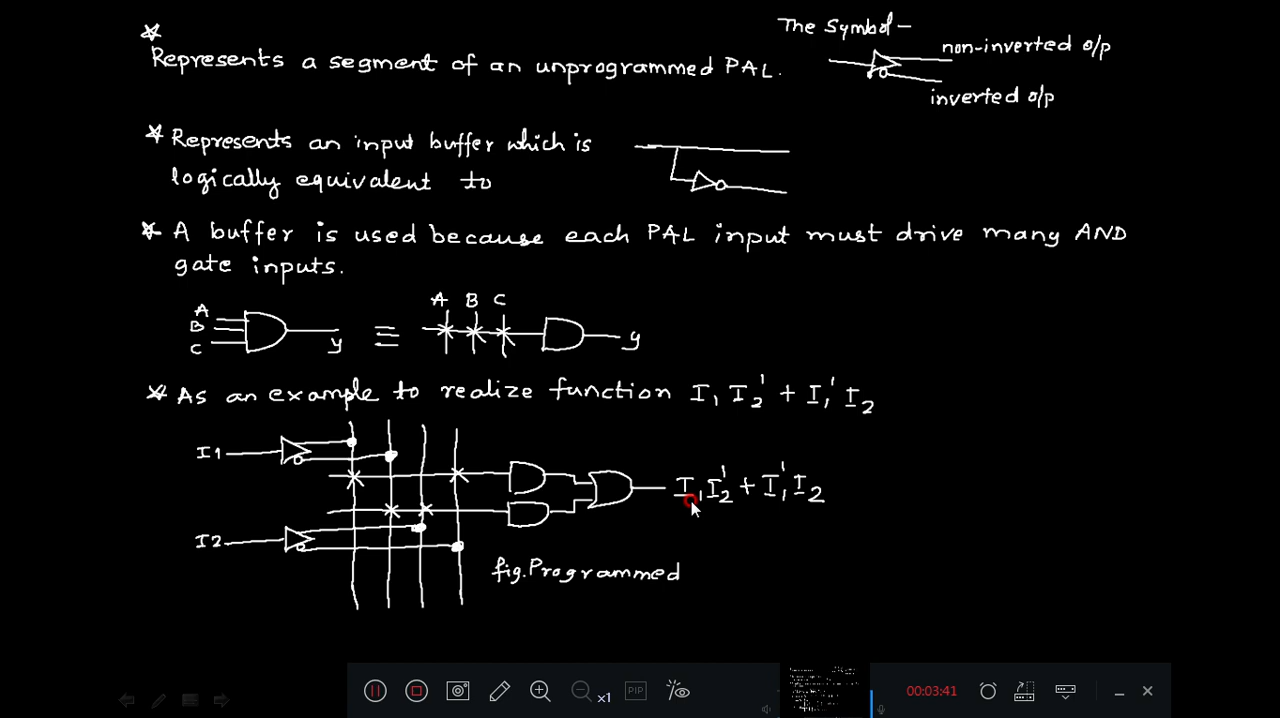 The Symbol-
non-inverted o/p
inverted o/p
* Represents a segment of an unprogrammed PAL.
* Represents an input buffer which is
logically equivalent to
* A buffer is used because each PAL input must drive many AND
gate inputs.
A
B
C
y
≡
A B C
y
* As an example to realize function I₁ I₂' + I₁' I₂
I1
I₁ I₂' + I₁' I₂
I2
fig. Programmed
x1
PIP
00:03:41